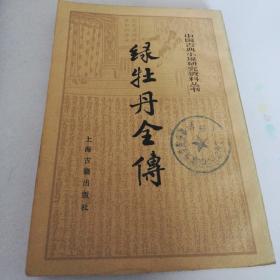 中国古典小说研究资料丛书
绿牡丹全傳
上海古籍出版社